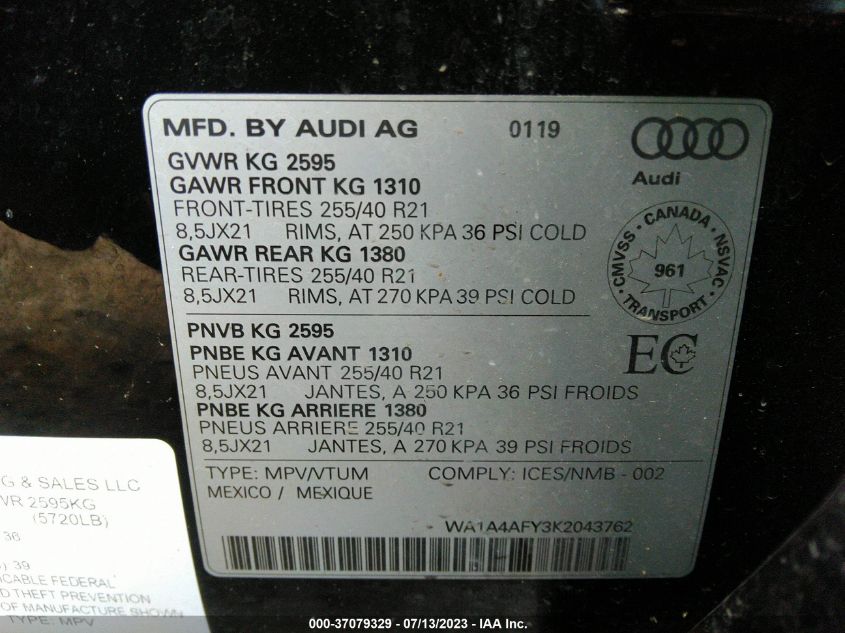 MFD. BY AUDI AG 0119
Audi
GVWR KG 2595
GAWR FRONT KG 1310
FRONT-TIRES 255/40 R21
8,5JX21 RIMS, AT 250 KPA 36 PSI COLD
GAWR REAR KG 1380
REAR-TIRES 255/40 R21
8,5JX21 RIMS, AT 270 KPA 39 PSI COLD
CMVSS • CANADA • NSVAC • TRANSPORT •
961
PNVB KG 2595
PNBE KG AVANT 1310
PNEUS AVANT 255/40 R21
8,5JX21 JANTES, A 250 KPA 36 PSI FROIDS
PNBE KG ARRIERE 1380
PNEUS ARRIERE 255/40 R21
8,5JX21 JANTES, A 270 KPA 39 PSI FROIDS
EC
TYPE: MPV/VTUM COMPLY: ICES/NMB - 002
MEXICO / MEXIQUE
WA1A4AFY3K2043762
G & SALES LLC
WR 2595KG
(5720LB)
36
) 39
ICABLE FEDERAL
D THEFT PREVENTION
OF MANUFACTURE SHOWN
TYPE: MPV
000-37079329 - 07/13/2023 - IAA Inc.